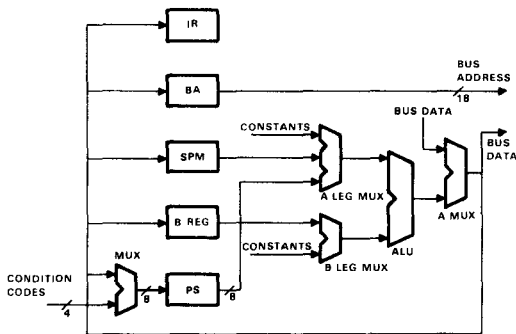 IR
BUS
ADDRESS
BA
18
BUS DATA
CONSTANTS
BUS
DATA
SPM
A LEG MUX
A MUX
B REG
MUX
CONSTANTS
ALU
B LEG MUX
CONDITION
CODES
4
8
PS
8